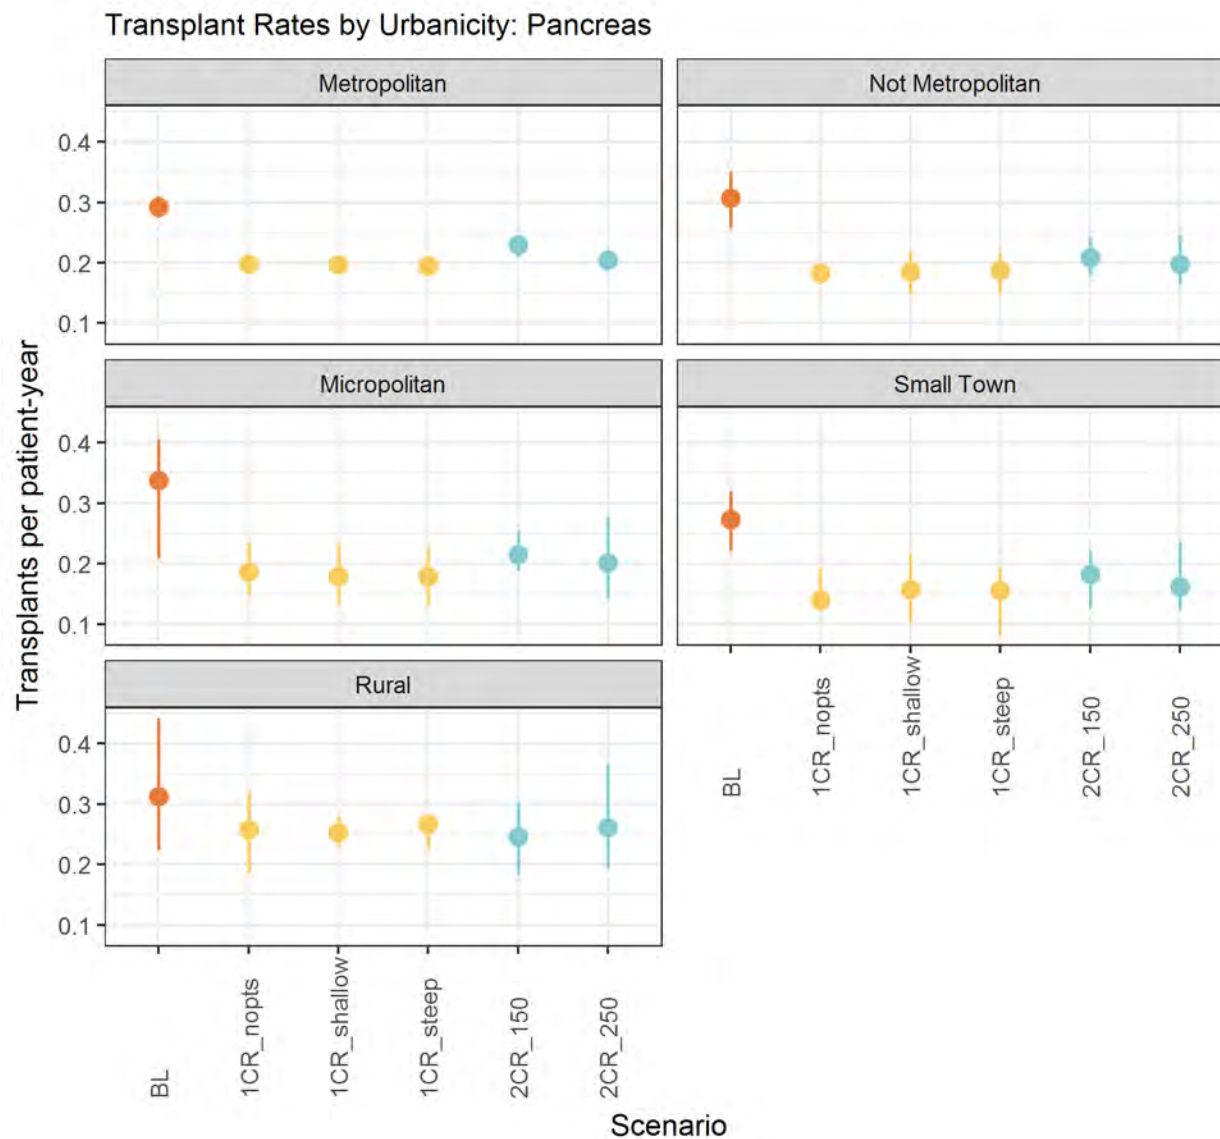 Transplant Rates by Urbanicity: Pancreas
Metropolitan
Not Metropolitan
0.4
0.3
0.2
0.1
Micropolitan
Small Town
0.4
0.3
0.2
0.1
Rural
0.4
0.3
0.2
0.1
Transplants per patient-year
BL
1CR_nopts
1CR_shallow
1CR_steep
2CR_150
2CR_250
BL
1CR_nopts
1CR_shallow
1CR_steep
2CR_150
2CR_250
Scenario